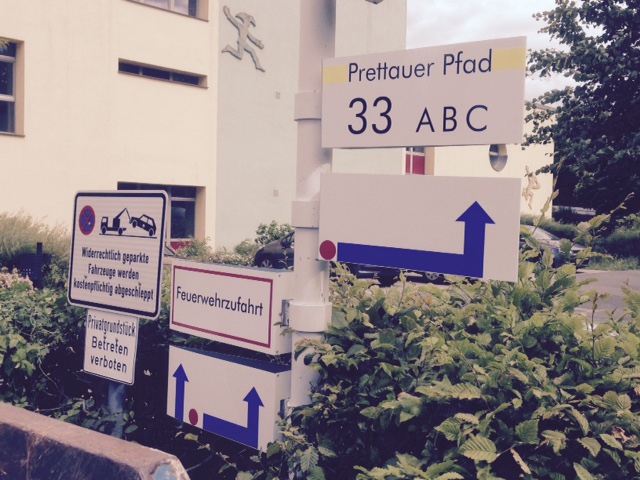 Prettauer Pfad
33 ABC
Widerrechtlich geparkte
Fahrzeuge werden
kostenpflichtig abgeschleppt
Feuerwehrzufahrt
Privatgrundstück
Betreten
verboten